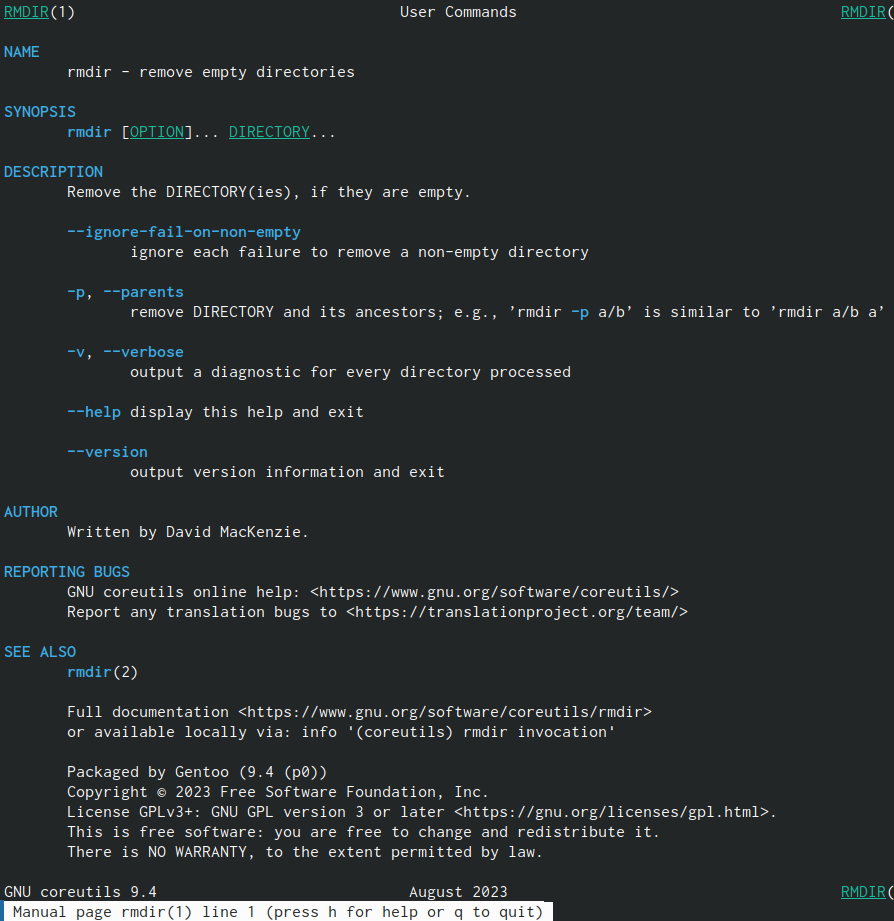 RMDIR(1) User Commands RMDIR(
NAME
rmdir - remove empty directories
SYNOPSIS
rmdir [OPTION]... DIRECTORY...
DESCRIPTION
Remove the DIRECTORY(ies), if they are empty.
--ignore-fail-on-non-empty
ignore each failure to remove a non-empty directory
-p, --parents
remove DIRECTORY and its ancestors; e.g., ’rmdir -p a/b’ is similar to ’rmdir a/b a’
-v, --verbose
output a diagnostic for every directory processed
--help display this help and exit
--version
output version information and exit
AUTHOR
Written by David MacKenzie.
REPORTING BUGS
GNU coreutils online help: <https://www.gnu.org/software/coreutils/>
Report any translation bugs to <https://translationproject.org/team/>
SEE ALSO
rmdir(2)
Full documentation <https://www.gnu.org/software/coreutils/rmdir>
or available locally via: info '(coreutils) rmdir invocation'
Packaged by Gentoo (9.4 (p0))
Copyright © 2023 Free Software Foundation, Inc.
License GPLv3+: GNU GPL version 3 or later <https://gnu.org/licenses/gpl.html>.
This is free software: you are free to change and redistribute it.
There is NO WARRANTY, to the extent permitted by law.
GNU coreutils 9.4 August 2023 RMDIR(
Manual page rmdir(1) line 1 (press h for help or q to quit)